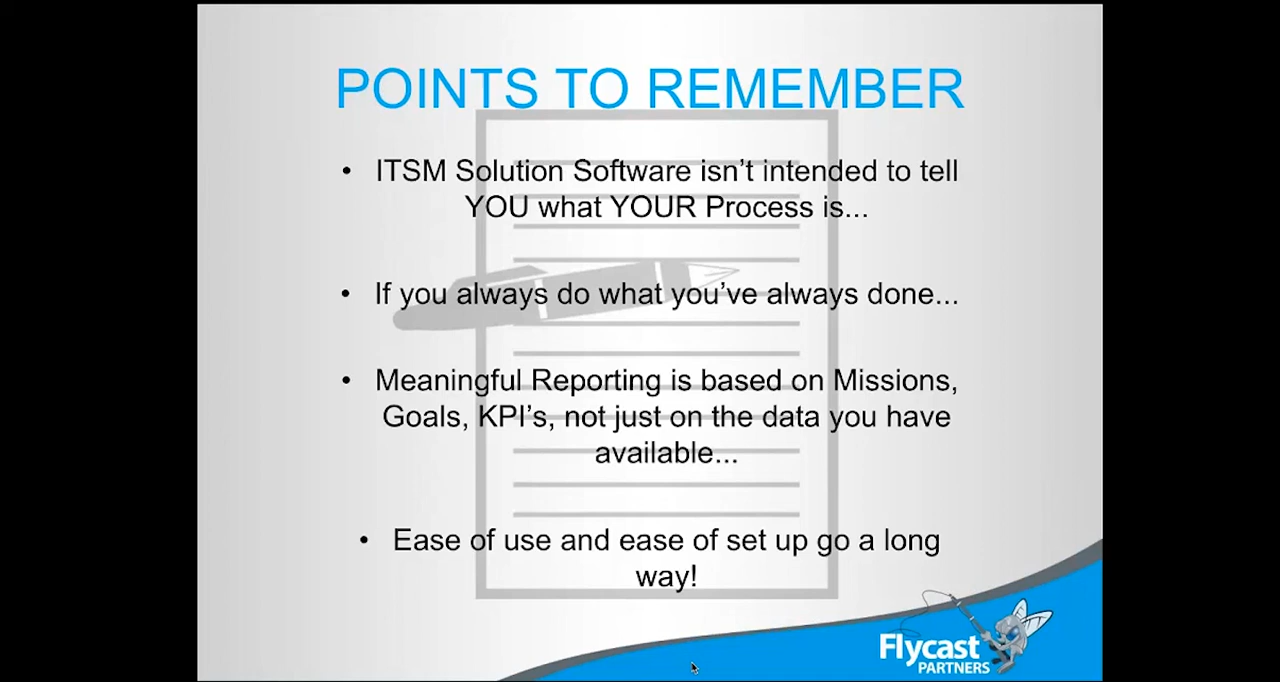 POINTS TO REMEMBER
• ITSM Solution Software isn’t intended to tell
YOU what YOUR Process is...
• If you always do what you’ve always done...
• Meaningful Reporting is based on Missions,
Goals, KPI’s, not just on the data you have
available...
• Ease of use and ease of set up go a long
way!
Flycast
PARTNERS